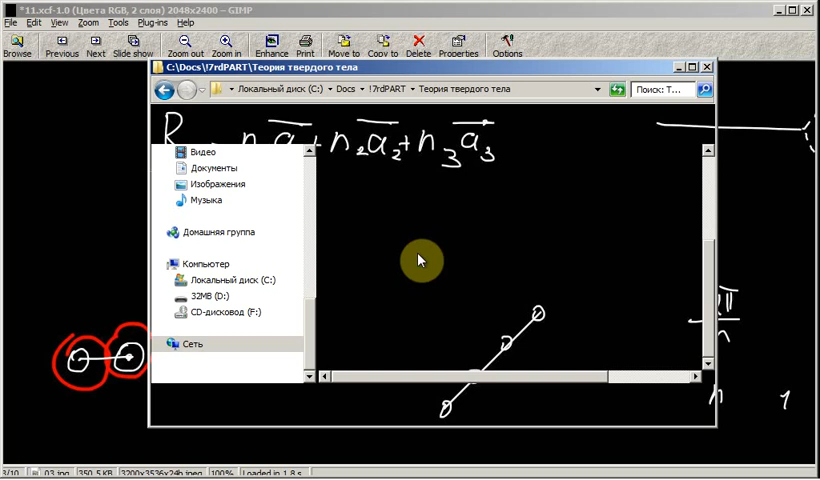 *11.xcf-1.0 (Цвета RGB, 2 слоя) 2048x2400 – GIMP
File Edit View Zoom Tools Plug-ins Help
Browse Previous Next Slide show Zoom out Zoom in Enhance Print Move to Copy to Delete Properties Options
C:\Docs\!7rdPART\Теория твердого тела
Локальный диск (C:) Docs !7rdPART Теория твердого тела Поиск: Т...
a + n₂a₂ + n₃a₃
Видео
Документы
Изображения
Музыка
Домашняя группа
Компьютер
Локальный диск (C:)
32MB (D:)
CD-дисковод (F:)
Сеть
n 1
03.jpg 350,5 KB 3200x3536x24b jpeg 100% Loaded in 1.8 s